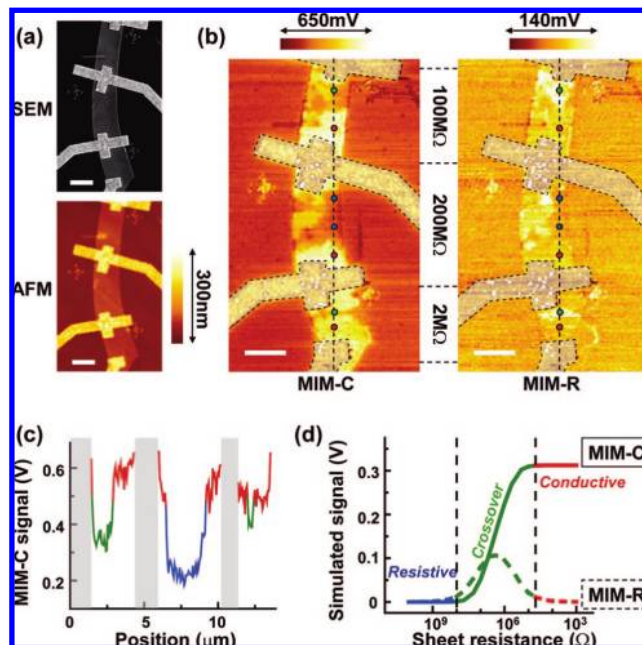 (a)
SEM
AFM
300nm
(b)
650mV
140mV
100MΩ
200MΩ
2MΩ
MIM-C
MIM-R
(c)
MIM-C signal (V)
0.6
0.4
0.2
0
5
10
Position (μm)
(d)
Simulated signal (V)
0.3
0.1
0
Resistive
Crossover
Conductive
MIM-C
MIM-R
10⁹
10⁶
10³
Sheet resistance (Ω)